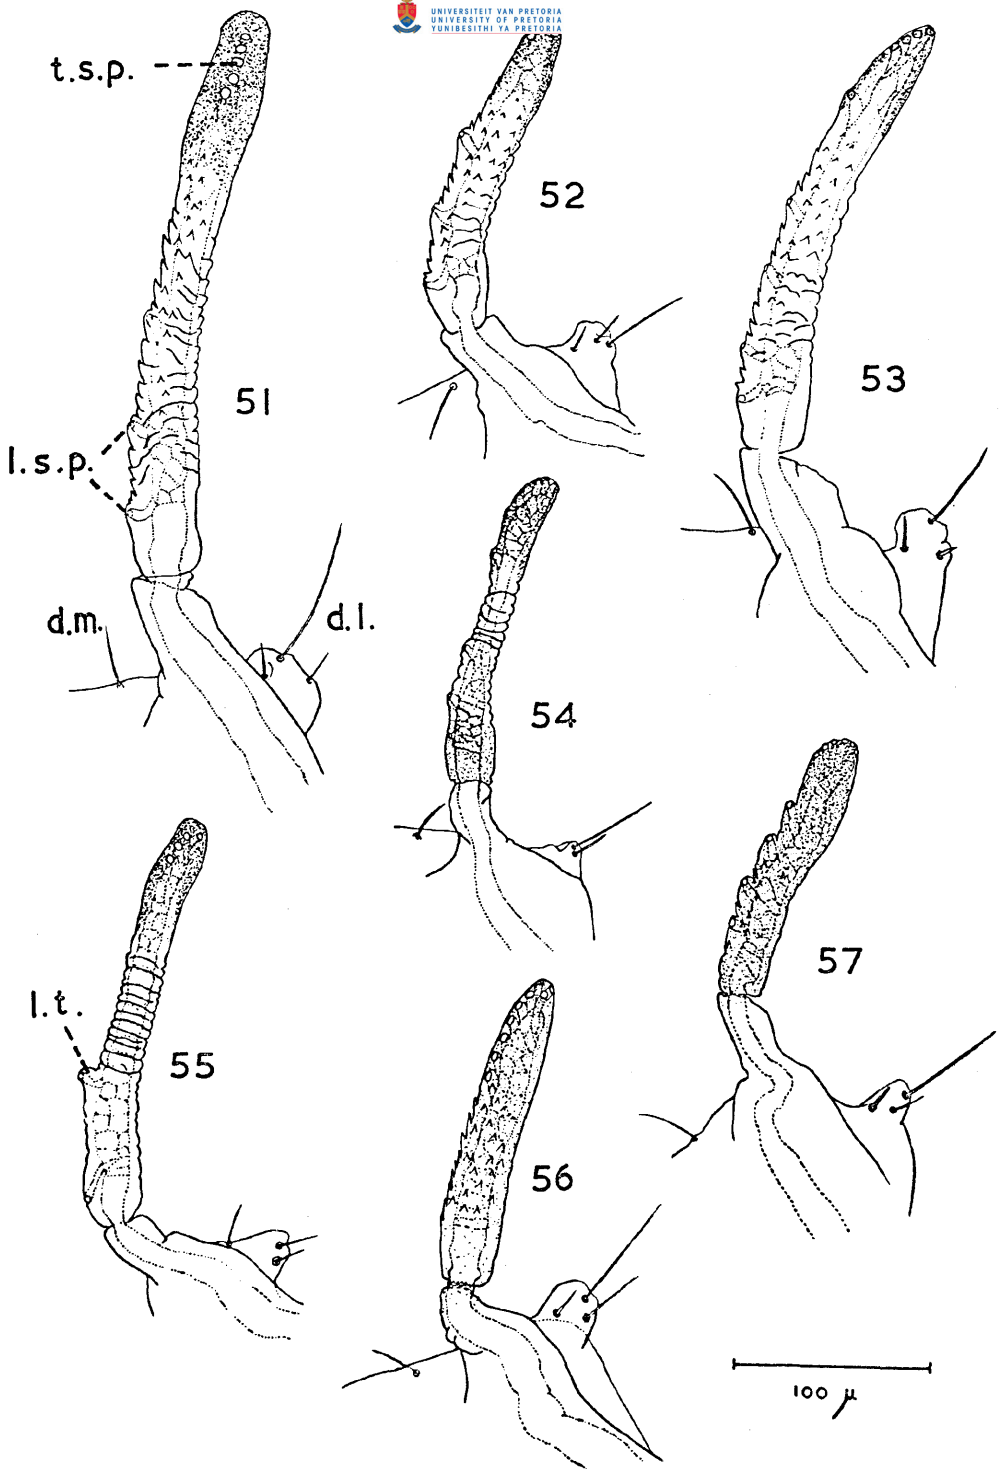 UNIVERSITEIT VAN PRETORIA
UNIVERSITY OF PRETORIA
YUNIBESITHI YA PRETORIA
t.s.p.
52
53
51
l.s.p.
d.m.
d.l.
54
57
l.t.
55
56
100 μ